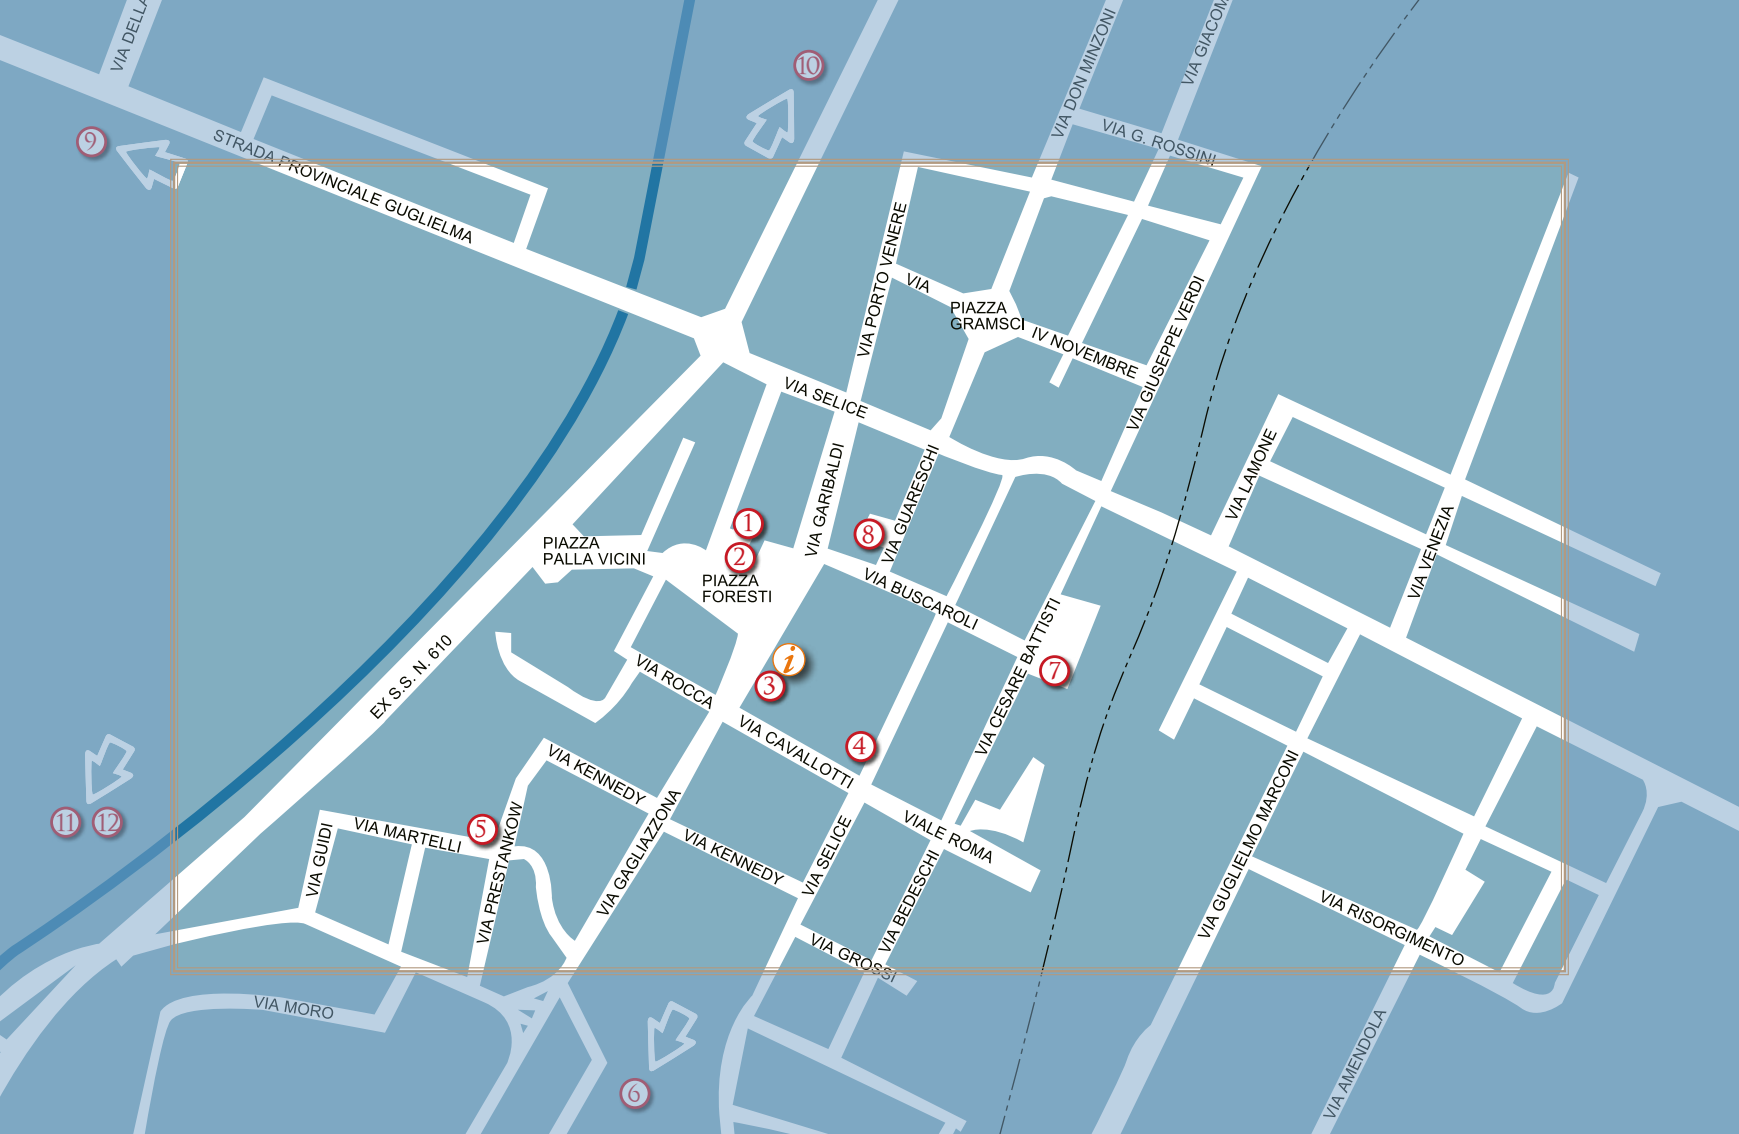 VIA DELLA
10
VIA DON MINZONI
VIA GIACOM
9
STRADA PROVINCIALE GUGLIELMA
VIA G. ROSSINI
VIA PORTO VENERE
VIA
PIAZZA
GRAMSCI
IV NOVEMBRE
VIA GIUSEPPE VERDI
VIA SELICE
VIA GARIBALDI
VIA GUARESCHI
VIA LAMONE
VIA VENEZIA
1
2
8
PIAZZA
PALLA VICINI
PIAZZA
FORESTI
VIA BUSCAROLI
VIA CESARE BATTISTI
7
EX S.S. N. 610
VIA ROCCA
i
3
VIA CAVALLOTTI
4
VIA KENNEDY
VIA GUGLIELMO MARCONI
11
12
VIA GUIDI
VIA MARTELLI
5
VIA PRESTANKOW
VIA GAGLIAZZONA
VIA KENNEDY
VIA SELICE
VIALE ROMA
VIA BEDESCHI
VIA RISORGIMENTO
VIA GROSSI
VIA MORO
6
VIA AMENDOLA